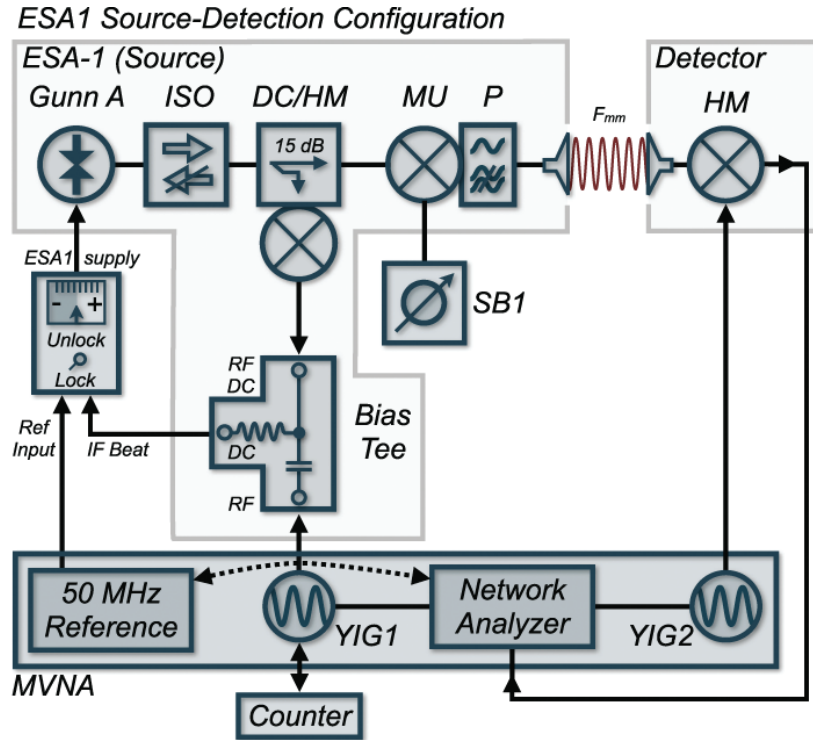 ESA1 Source-Detection Configuration
ESA-1 (Source)
Detector
Gunn A
ISO
DC/HM
MU
P
Fmm
HM
15 dB
ESA1 supply
- +
Unlock
Lock
SB1
RF
DC
Bias
Tee
Ref
Input
IF Beat
DC
RF
50 MHz
Reference
YIG1
Network
Analyzer
YIG2
MVNA
Counter